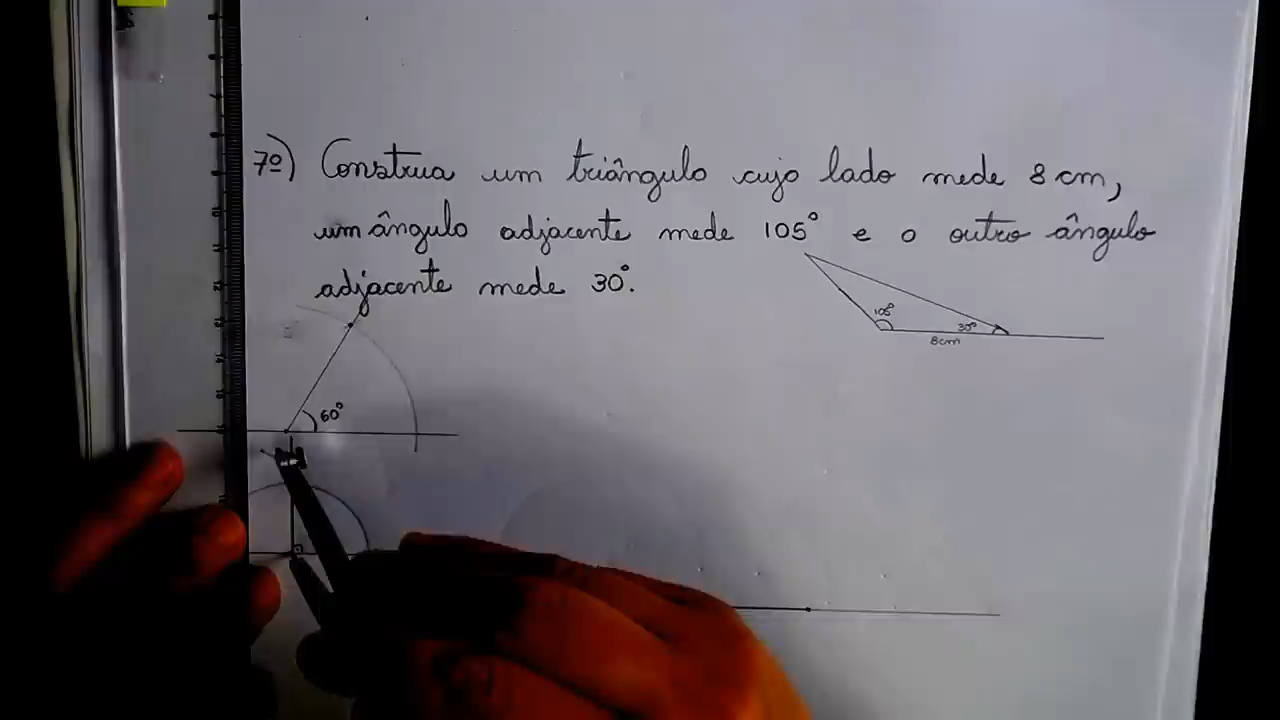 7º) Construa um triângulo cujo lado mede 8 cm,
um ângulo adjacente mede 105° e o outro ângulo
adjacente mede 30°.
105°
30°
8cm
60°